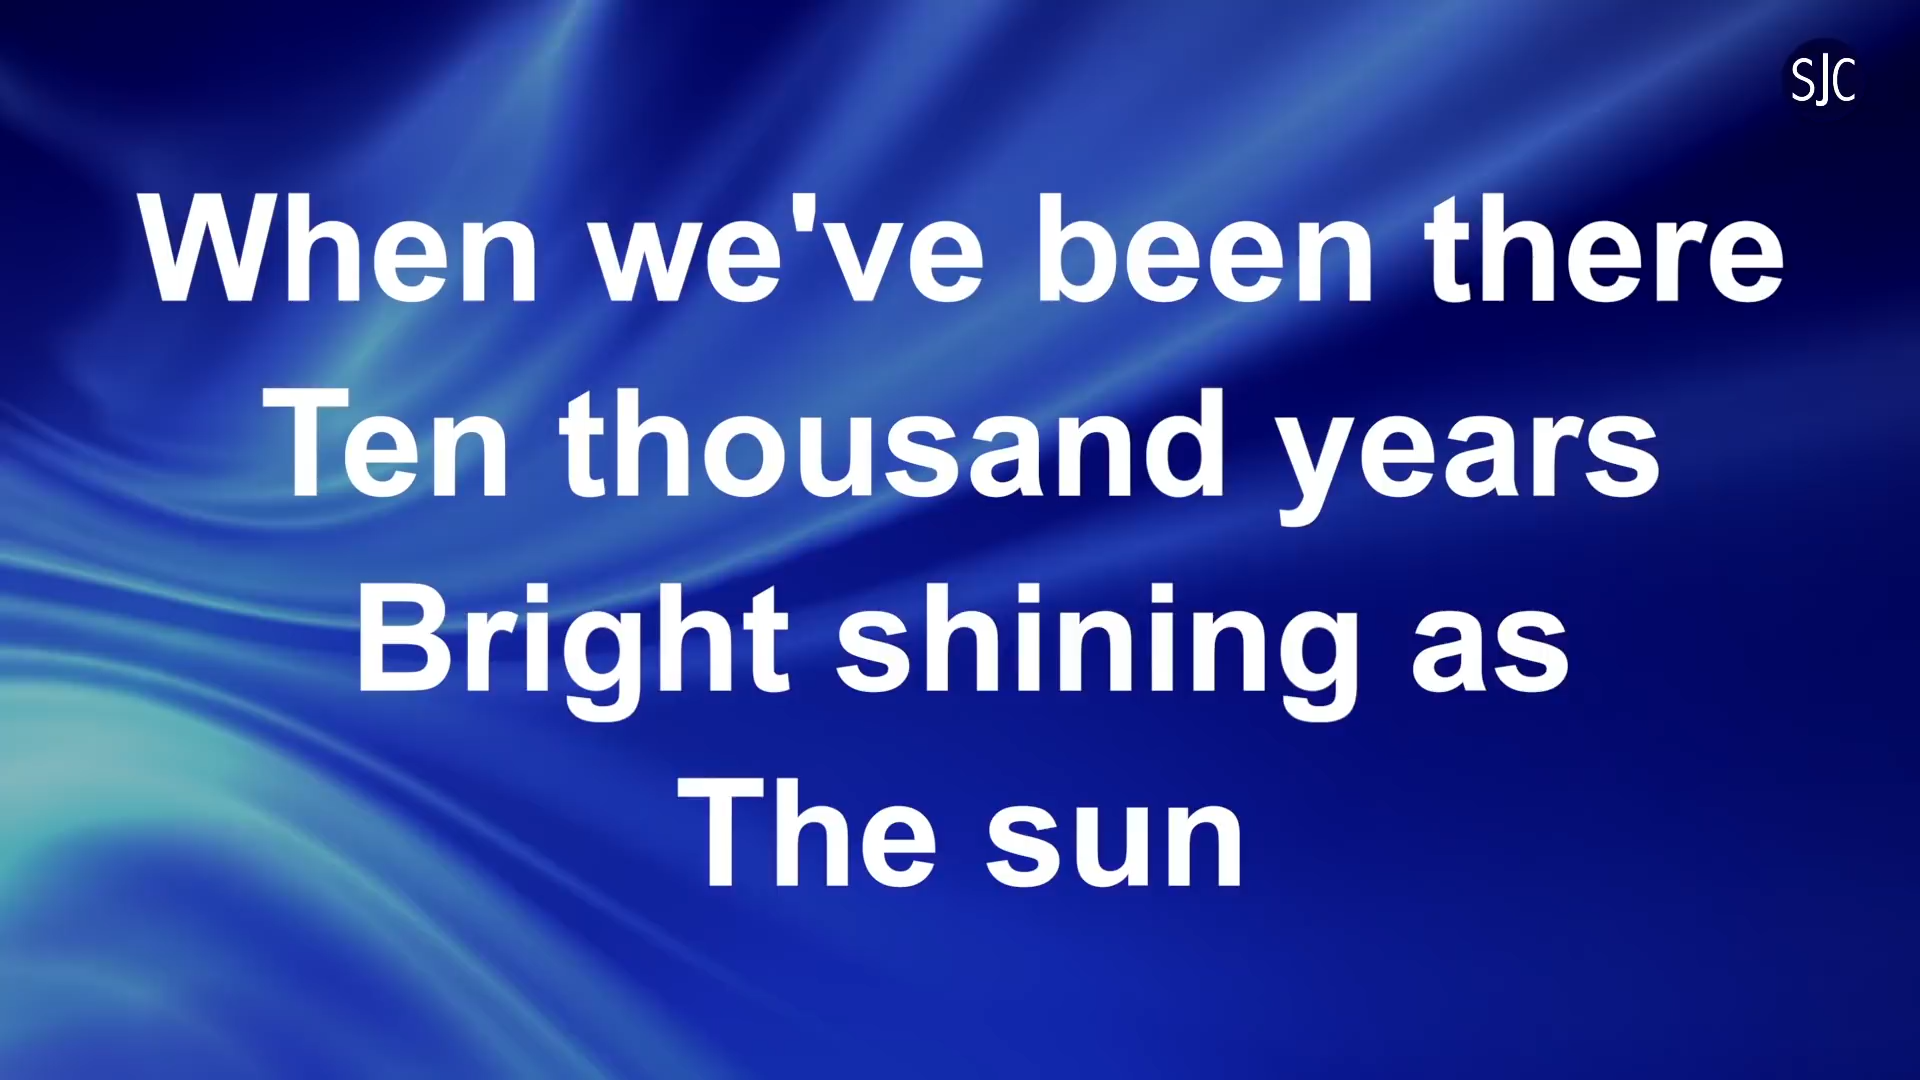 SJC
When we've been there
Ten thousand years
Bright shining as
The sun